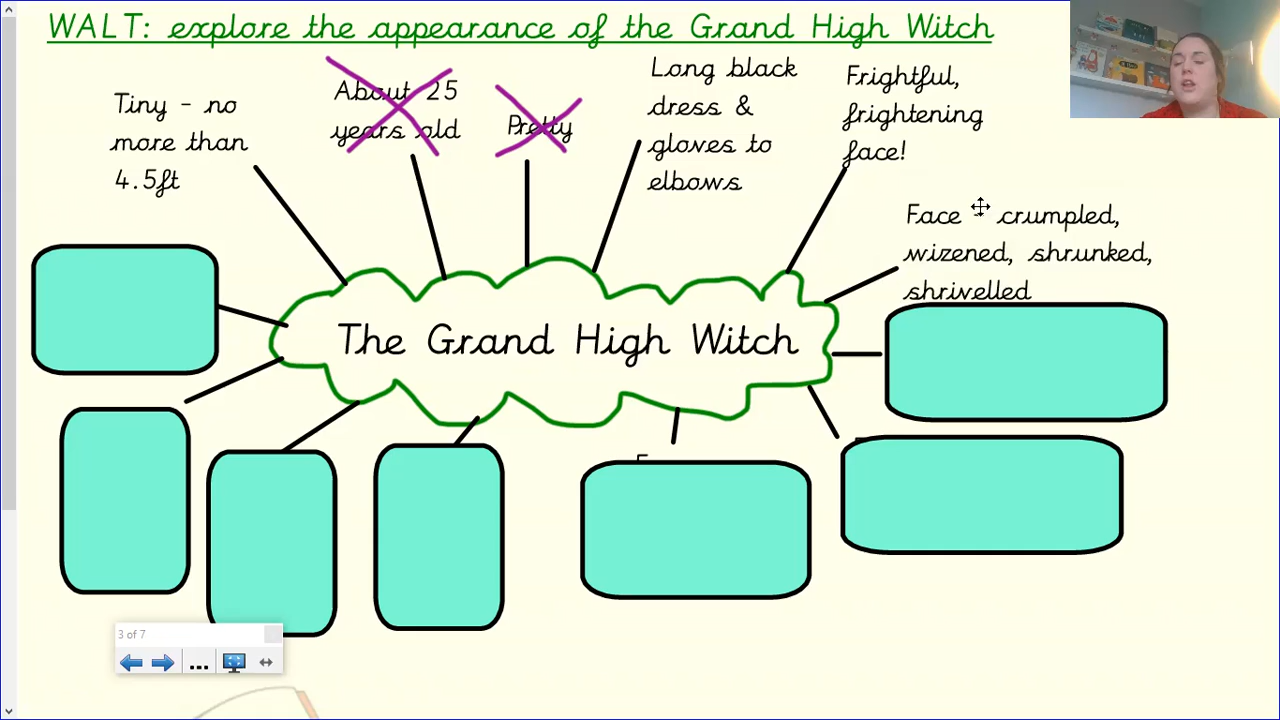 WALT: explore the appearance of the Grand High Witch
Tiny - no
more than
4.5ft
About 25
years old
Pretty
Long black
dress &
gloves to
elbows
Frightful,
frightening
face!
Face crumpled,
wizened, shrunked,
shrivelled
The Grand High Witch
3 of 7